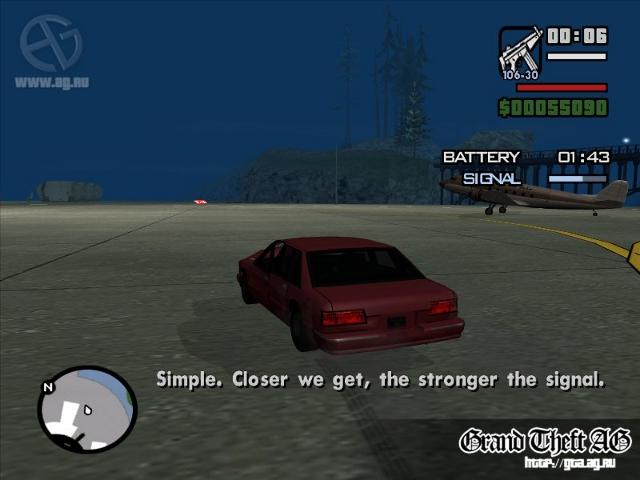 AG
www.ag.ru
00:06
106-30
$00055090
BATTERY 01:43
SIGNAL
N
Simple. Closer we get, the stronger the signal.
Grand Theft AG
http://gta.ag.ru